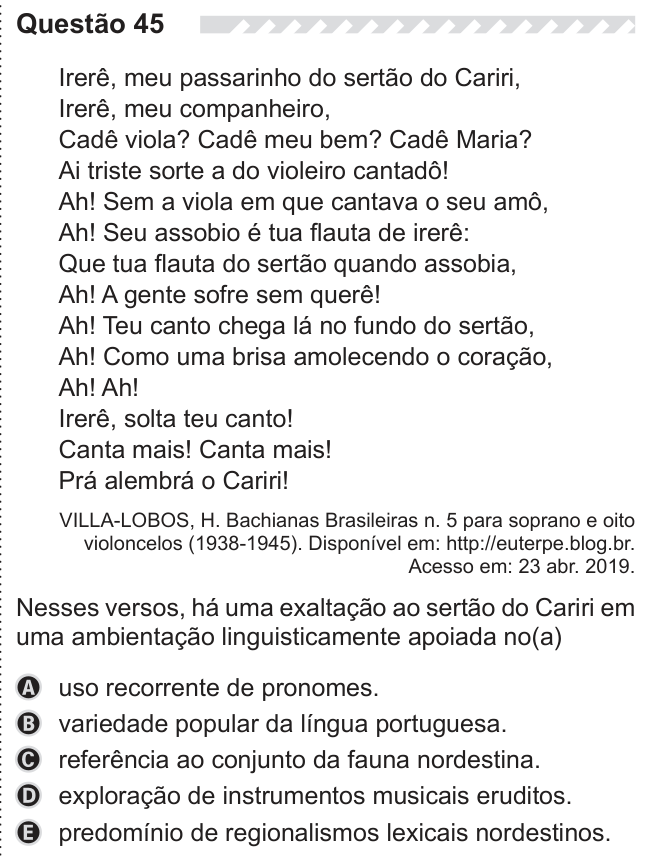 Questão 45
Irerê, meu passarinho do sertão do Cariri,
Irerê, meu companheiro,
Cadê viola? Cadê meu bem? Cadê Maria?
Ai triste sorte a do violeiro cantadô!
Ah! Sem a viola em que cantava o seu amô,
Ah! Seu assobio é tua flauta de irerê:
Que tua flauta do sertão quando assobia,
Ah! A gente sofre sem querê!
Ah! Teu canto chega lá no fundo do sertão,
Ah! Como uma brisa amolecendo o coração,
Ah! Ah!
Irerê, solta teu canto!
Canta mais! Canta mais!
Prá alembrá o Cariri!
VILLA-LOBOS, H. Bachianas Brasileiras n. 5 para soprano e oito
violoncelos (1938-1945). Disponível em: http://euterpe.blog.br.
Acesso em: 23 abr. 2019.
Nesses versos, há uma exaltação ao sertão do Cariri em
uma ambientação linguisticamente apoiada no(a)
A uso recorrente de pronomes.
B variedade popular da língua portuguesa.
C referência ao conjunto da fauna nordestina.
D exploração de instrumentos musicais eruditos.
E predomínio de regionalismos lexicais nordestinos.